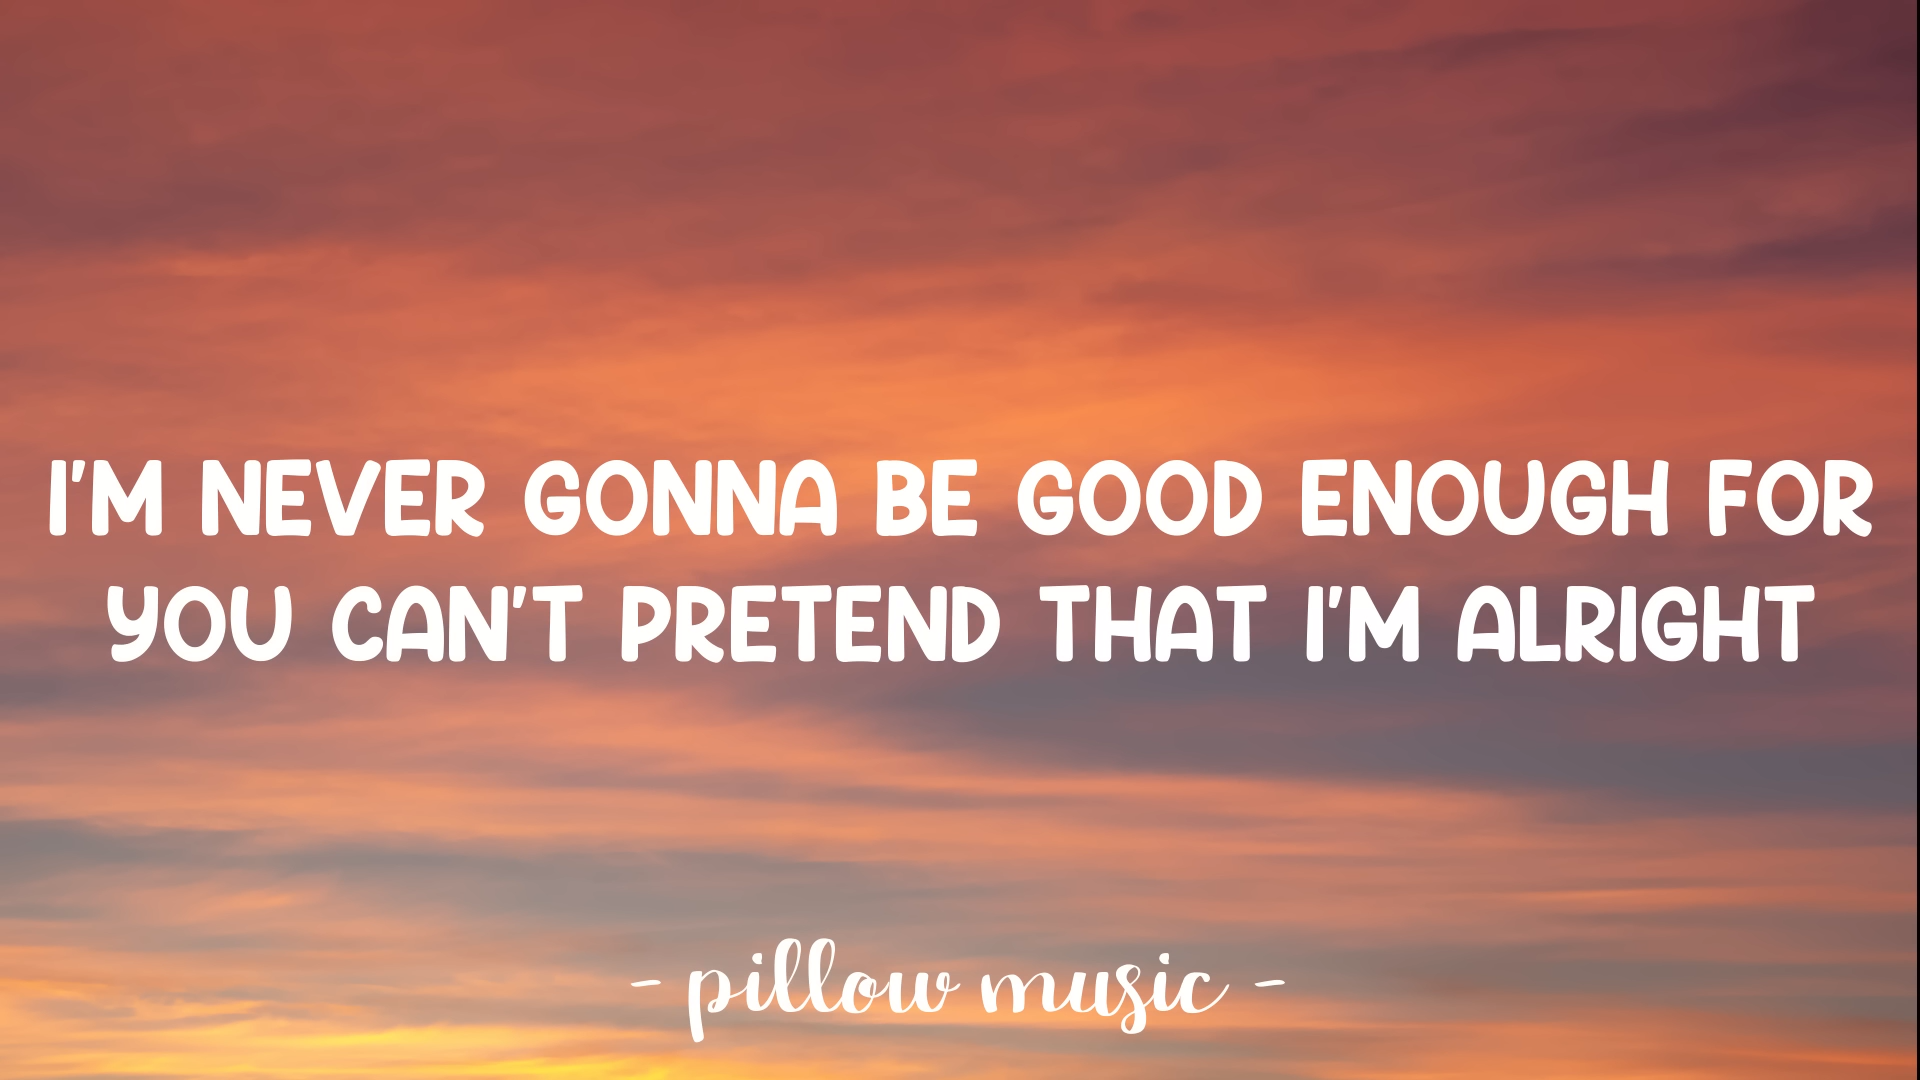 I'M NEVER GONNA BE GOOD ENOUGH FOR
YOU CAN'T PRETEND THAT I'M ALRIGHT
- pillow music -